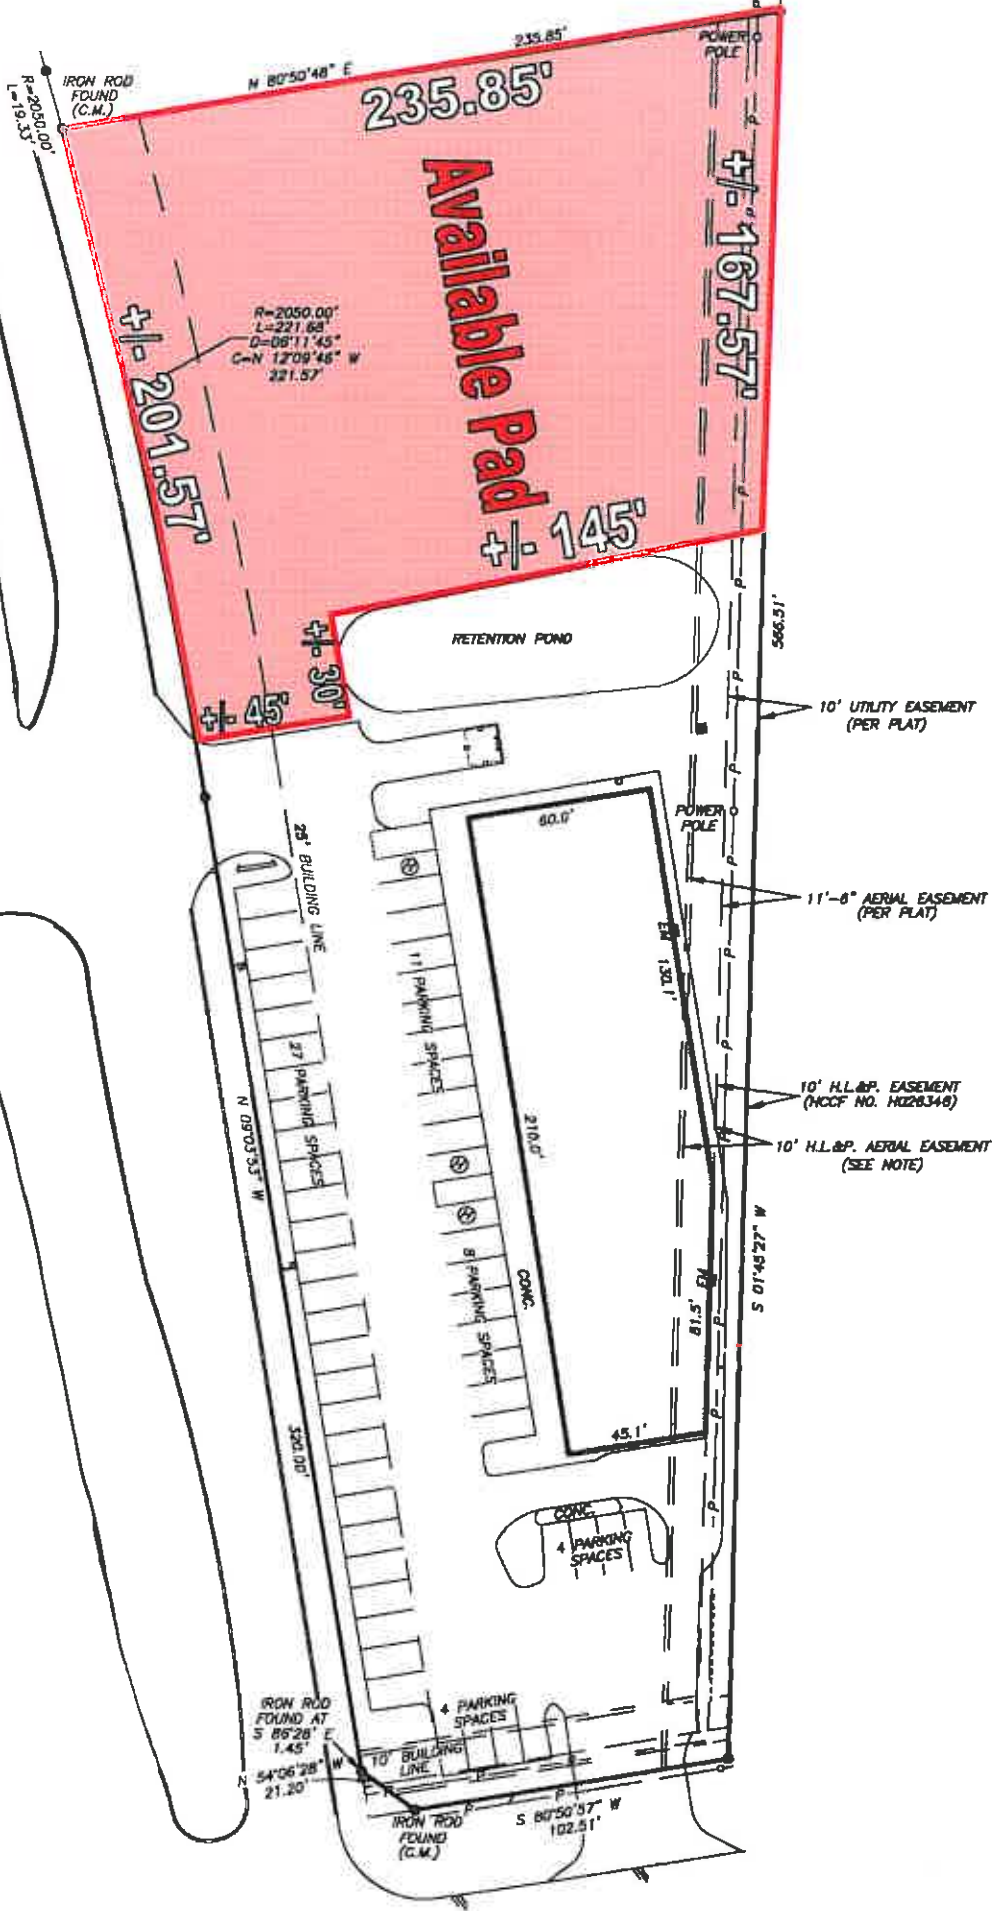 235.85'
N 80°50'48" E
POWER
POLE
IRON ROD
FOUND
(C.M.)
R=2050.00'
L=19.33'
235.85'
+/- 167.57'
Available Pad
R=2050.00'
L=221.68'
D=06°11'45"
C=N 12°09'46" W
221.57'
+/- 201.57'
+/- 145'
+/- 30'
+/- 45'
RETENTION POND
566.51'
10' UTILITY EASEMENT
(PER PLAT)
POWER
POLE
60.0'
25' BUILDING LINE
11'-6" AERIAL EASEMENT
(PER PLAT)
EM
130.1'
11 PARKING SPACES
27 PARKING SPACES
N 09°03'53" W
210.0'
10' H.L.&P. EASEMENT
(HCCF NO. H028346)
10' H.L.&P. AERIAL EASEMENT
(SEE NOTE)
S 01°45'27" W
8 PARKING SPACES
CONC.
EM
81.5'
320.00'
45.1'
CONC.
4 PARKING
SPACES
IRON ROD
FOUND AT
S 86°28' E
1.45'
4 PARKING
SPACES
10' BUILDING
LINE
N 54°06'28" W
21.20'
IRON ROD
FOUND
(C.M.)
S 80°50'57" W
102.51'